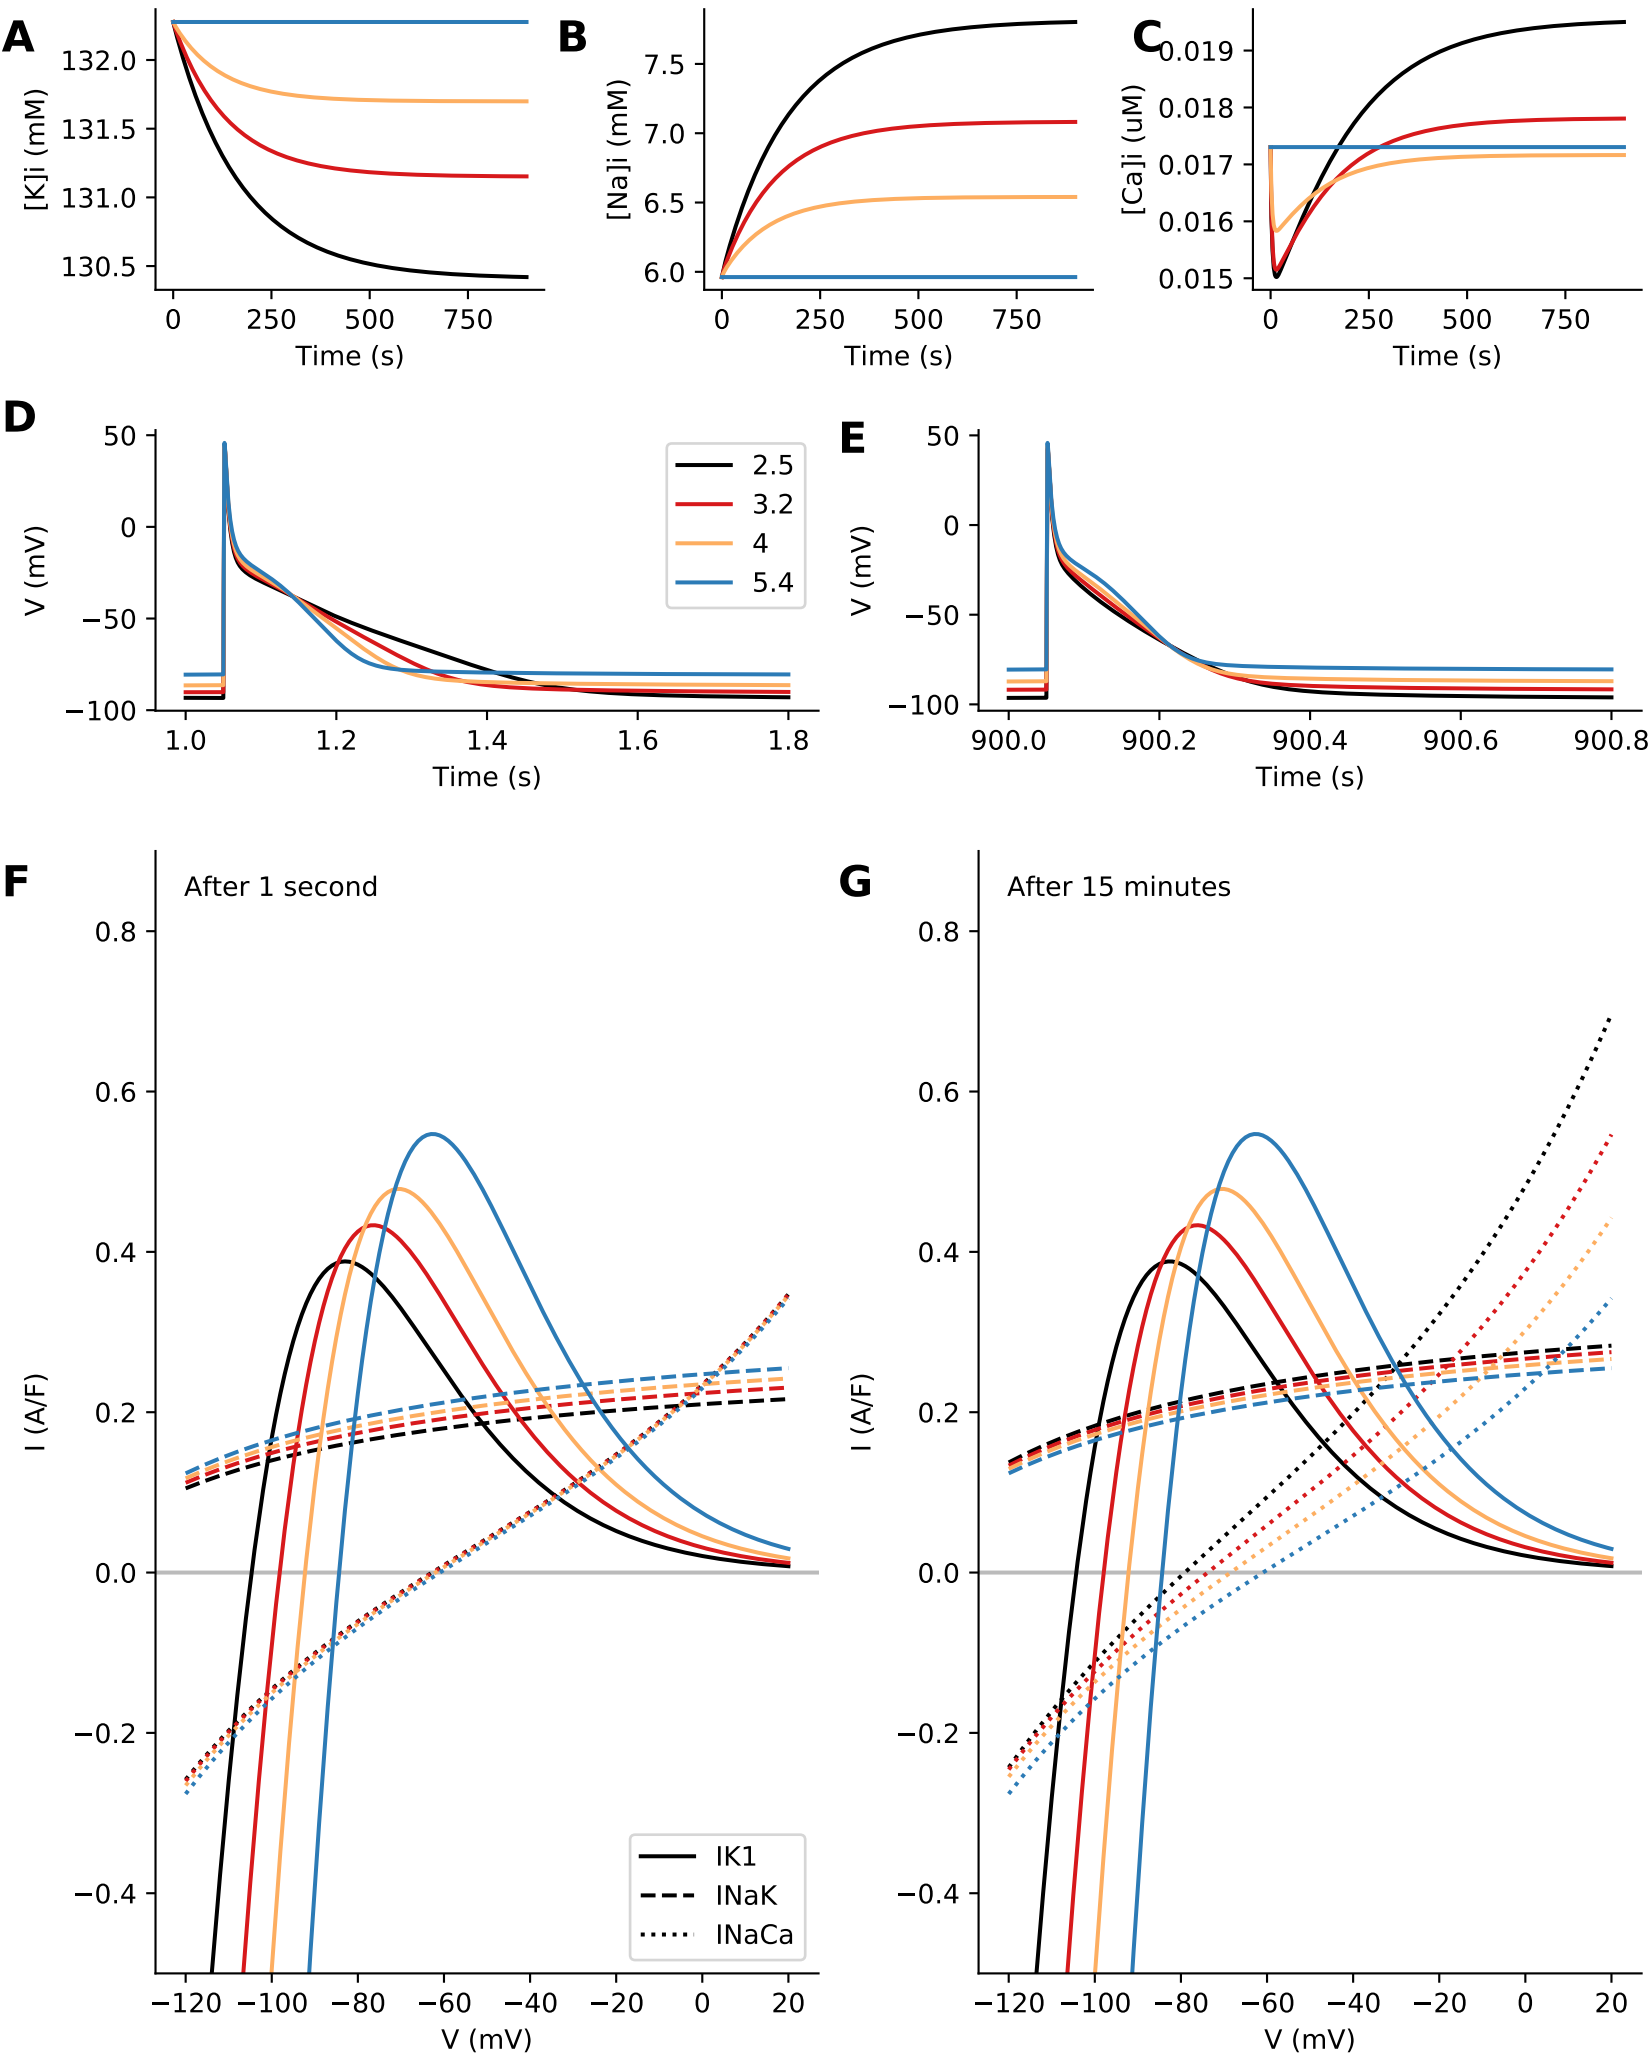 A
[K]i (mM)
132.0
131.5
131.0
130.5
0 250 500 750
Time (s)
B
[Na]i (mM)
7.5
7.0
6.5
6.0
0 250 500 750
Time (s)
C
[Ca]i (uM)
0.019
0.018
0.017
0.016
0.015
0 250 500 750
Time (s)
D
V (mV)
50
0
−50
−100
1.0 1.2 1.4 1.6 1.8
Time (s)
2.5
3.2
4
5.4
E
V (mV)
50
0
−50
−100
900.0 900.2 900.4 900.6 900.8
Time (s)
F
After 1 second
I (A/F)
0.8
0.6
0.4
0.2
0.0
−0.2
−0.4
IK1
INaK
INaCa
−120 −100 −80 −60 −40 −20 0 20
V (mV)
G
After 15 minutes
I (A/F)
0.8
0.6
0.4
0.2
0.0
−0.2
−0.4
−120 −100 −80 −60 −40 −20 0 20
V (mV)